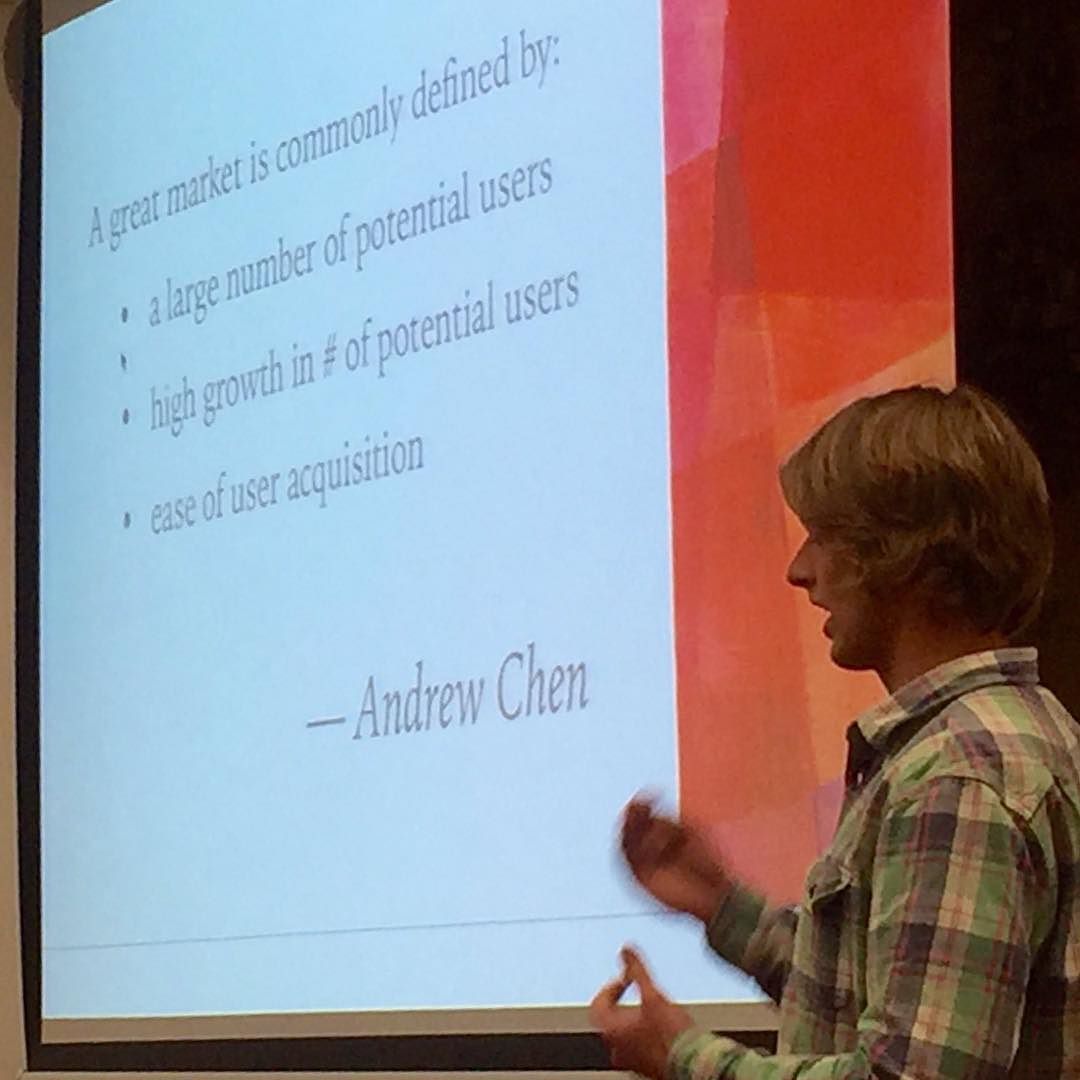 A great market is commonly defined by:
• a large number of potential users
• high growth in # of potential users
• ease of user acquisition
— Andrew Chen